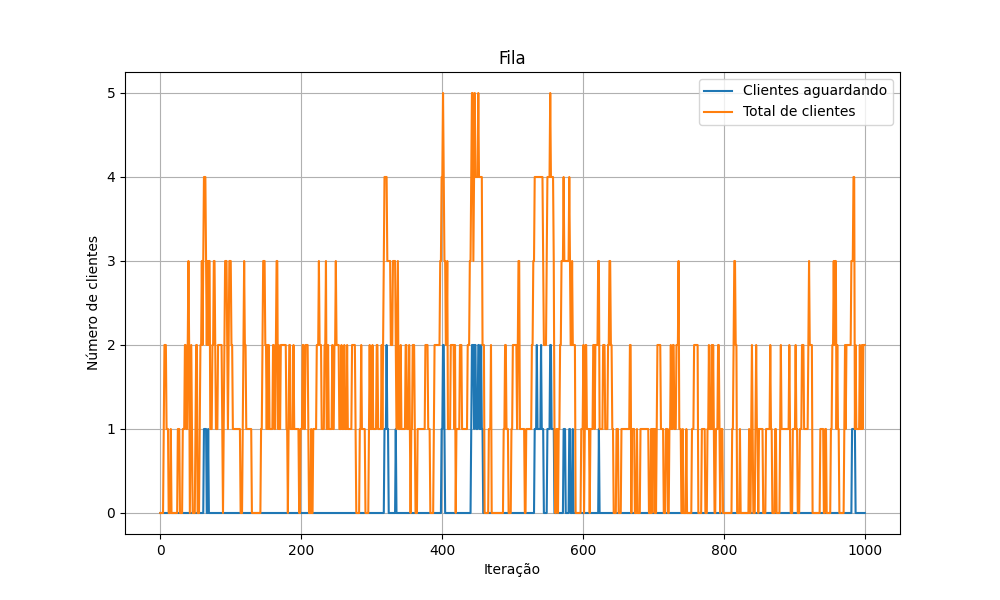 Fila
Clientes aguardando
Total de clientes
5
4
3
2
1
0
Número de clientes
0 200 400 600 800 1000
Iteração